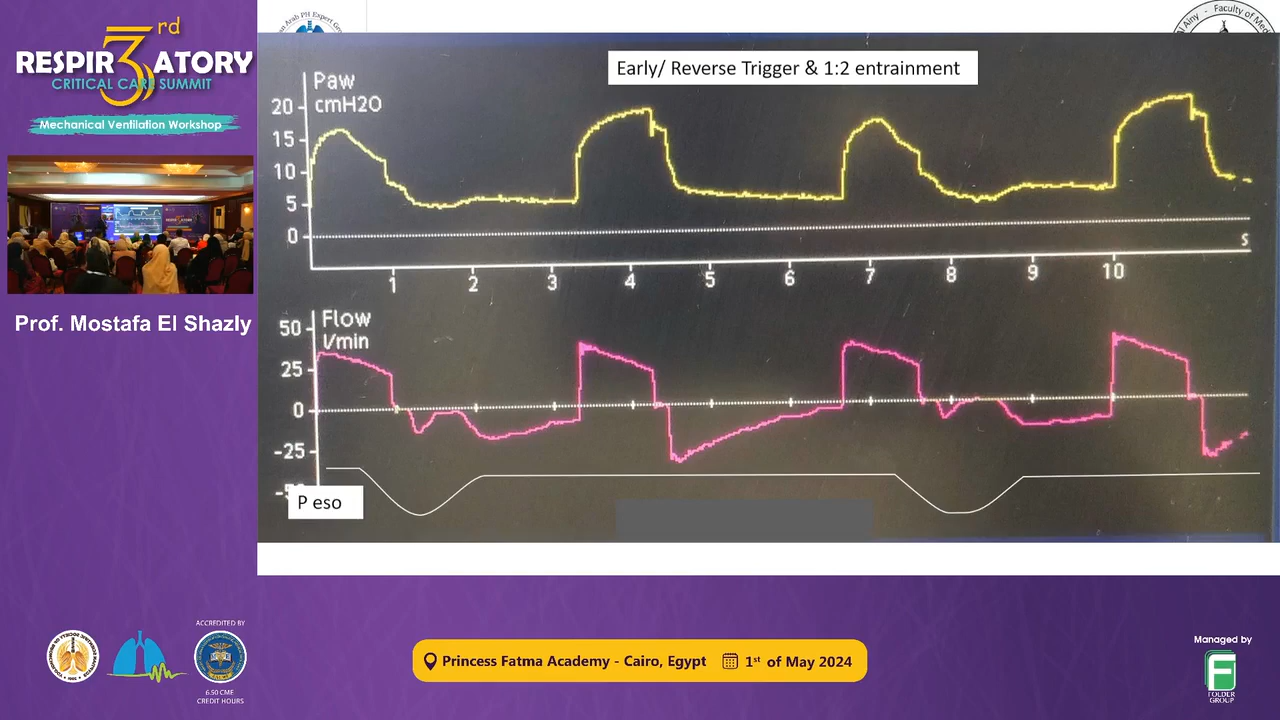 3rd
RESPIRATORY
CRITICAL CARE SUMMIT
Mechanical Ventilation Workshop
Prof. Mostafa El Shazly
Early/ Reverse Trigger & 1:2 entrainment
Paw
cmH2O
20
15
10
5
0
s
1 2 3 4 5 6 7 8 9 10
Flow
l/min
50
25
0
-25
P eso
ACCREDITED BY
6.50 CME
CREDIT HOURS
Princess Fatma Academy - Cairo, Egypt 1st of May 2024
Managed by
F
FOLDER
GROUP